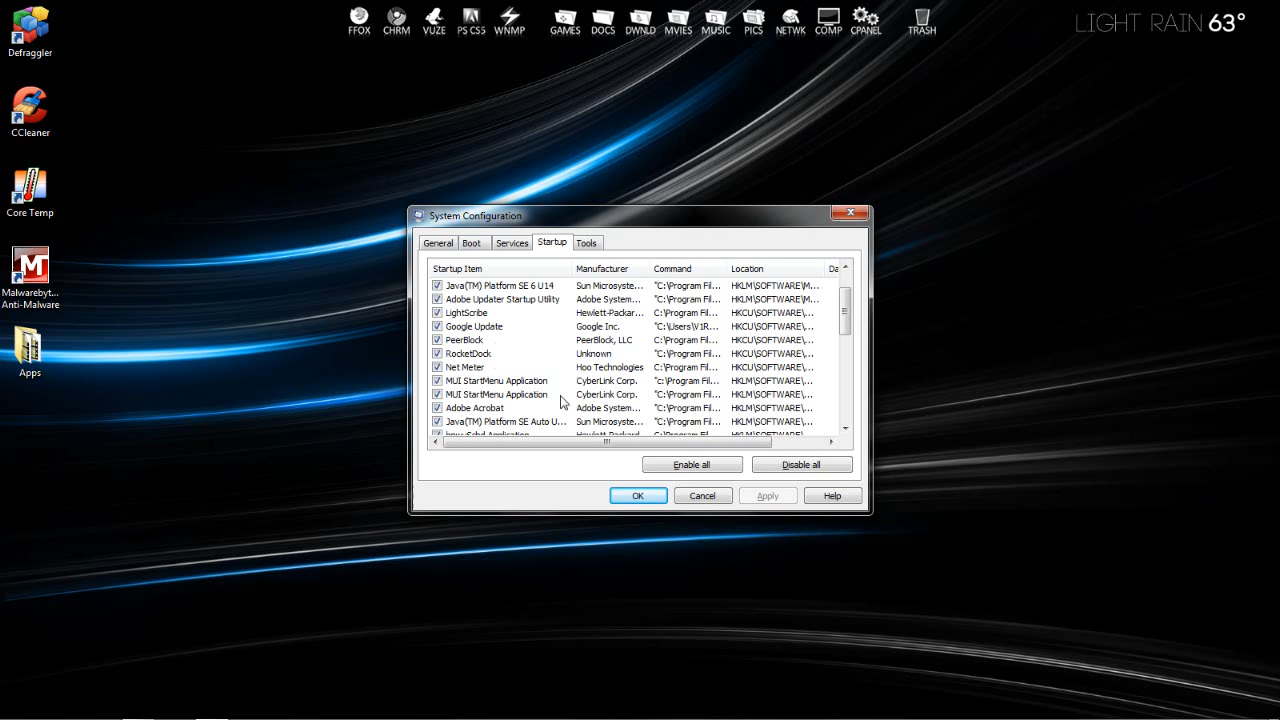 FFOX CHRM VUZE PS CS5 WNMP GAMES DOCS DWNLD MVIES MUSIC PICS NETWK COMP CPANEL TRASH
LIGHT RAIN 63°
Defraggler
CCleaner
Core Temp
Malwarebyt...
Anti-Malware
Apps
System Configuration
General Boot Services Startup Tools
Startup Item Manufacturer Command Location Da
Java(TM) Platform SE 6 U14 Sun Microsyste... "C:\Program Fil... HKLM\SOFTWARE\M...
Adobe Updater Startup Utility Adobe System... "C:\Program Fil... HKLM\SOFTWARE\M...
LightScribe Hewlett-Packar... C:\Program Fil... HKCU\SOFTWARE\...
Google Update Google Inc. "C:\Users\V1R... HKCU\SOFTWARE\...
PeerBlock PeerBlock, LLC C:\Program Fil... HKCU\SOFTWARE\...
RocketDock Unknown "C:\Program Fil... HKCU\SOFTWARE\...
Net Meter Hoo Technologies C:\Program Fil... HKCU\SOFTWARE\...
MUI StartMenu Application CyberLink Corp. "c:\Program Fil... HKLM\SOFTWARE\...
MUI StartMenu Application CyberLink Corp. "C:\Program Fil... HKLM\SOFTWARE\...
Adobe Acrobat Adobe System... "C:\Program Fil... HKLM\SOFTWARE\...
Java(TM) Platform SE Auto U... Sun Microsyste... "C:\Program Fil... HKLM\SOFTWARE\...
Enable all Disable all
OK Cancel Apply Help